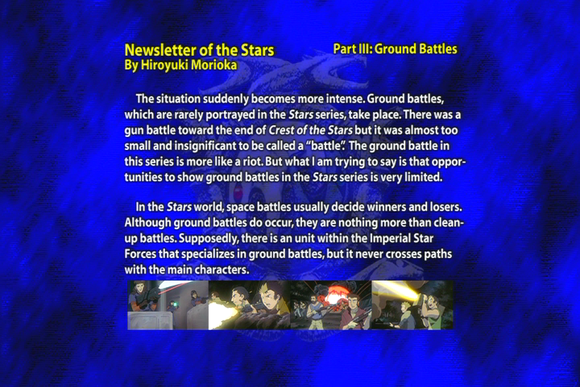 Newsletter of the Stars
Part III: Ground Battles
By Hiroyuki Morioka
The situation suddenly becomes more intense. Ground battles,
which are rarely portrayed in the Stars series, take place. There was a
gun battle toward the end of Crest of the Stars but it was almost too
small and insignificant to be called a “battle”. The ground battle in
this series is more like a riot. But what I am trying to say is that oppor-
tunities to show ground battles in the Stars series is very limited.
In the Stars world, space battles usually decide winners and losers.
Although ground battles do occur, they are nothing more than clean-
up battles. Supposedly, there is an unit within the Imperial Star
Forces that specializes in ground battles, but it never crosses paths
with the main characters.